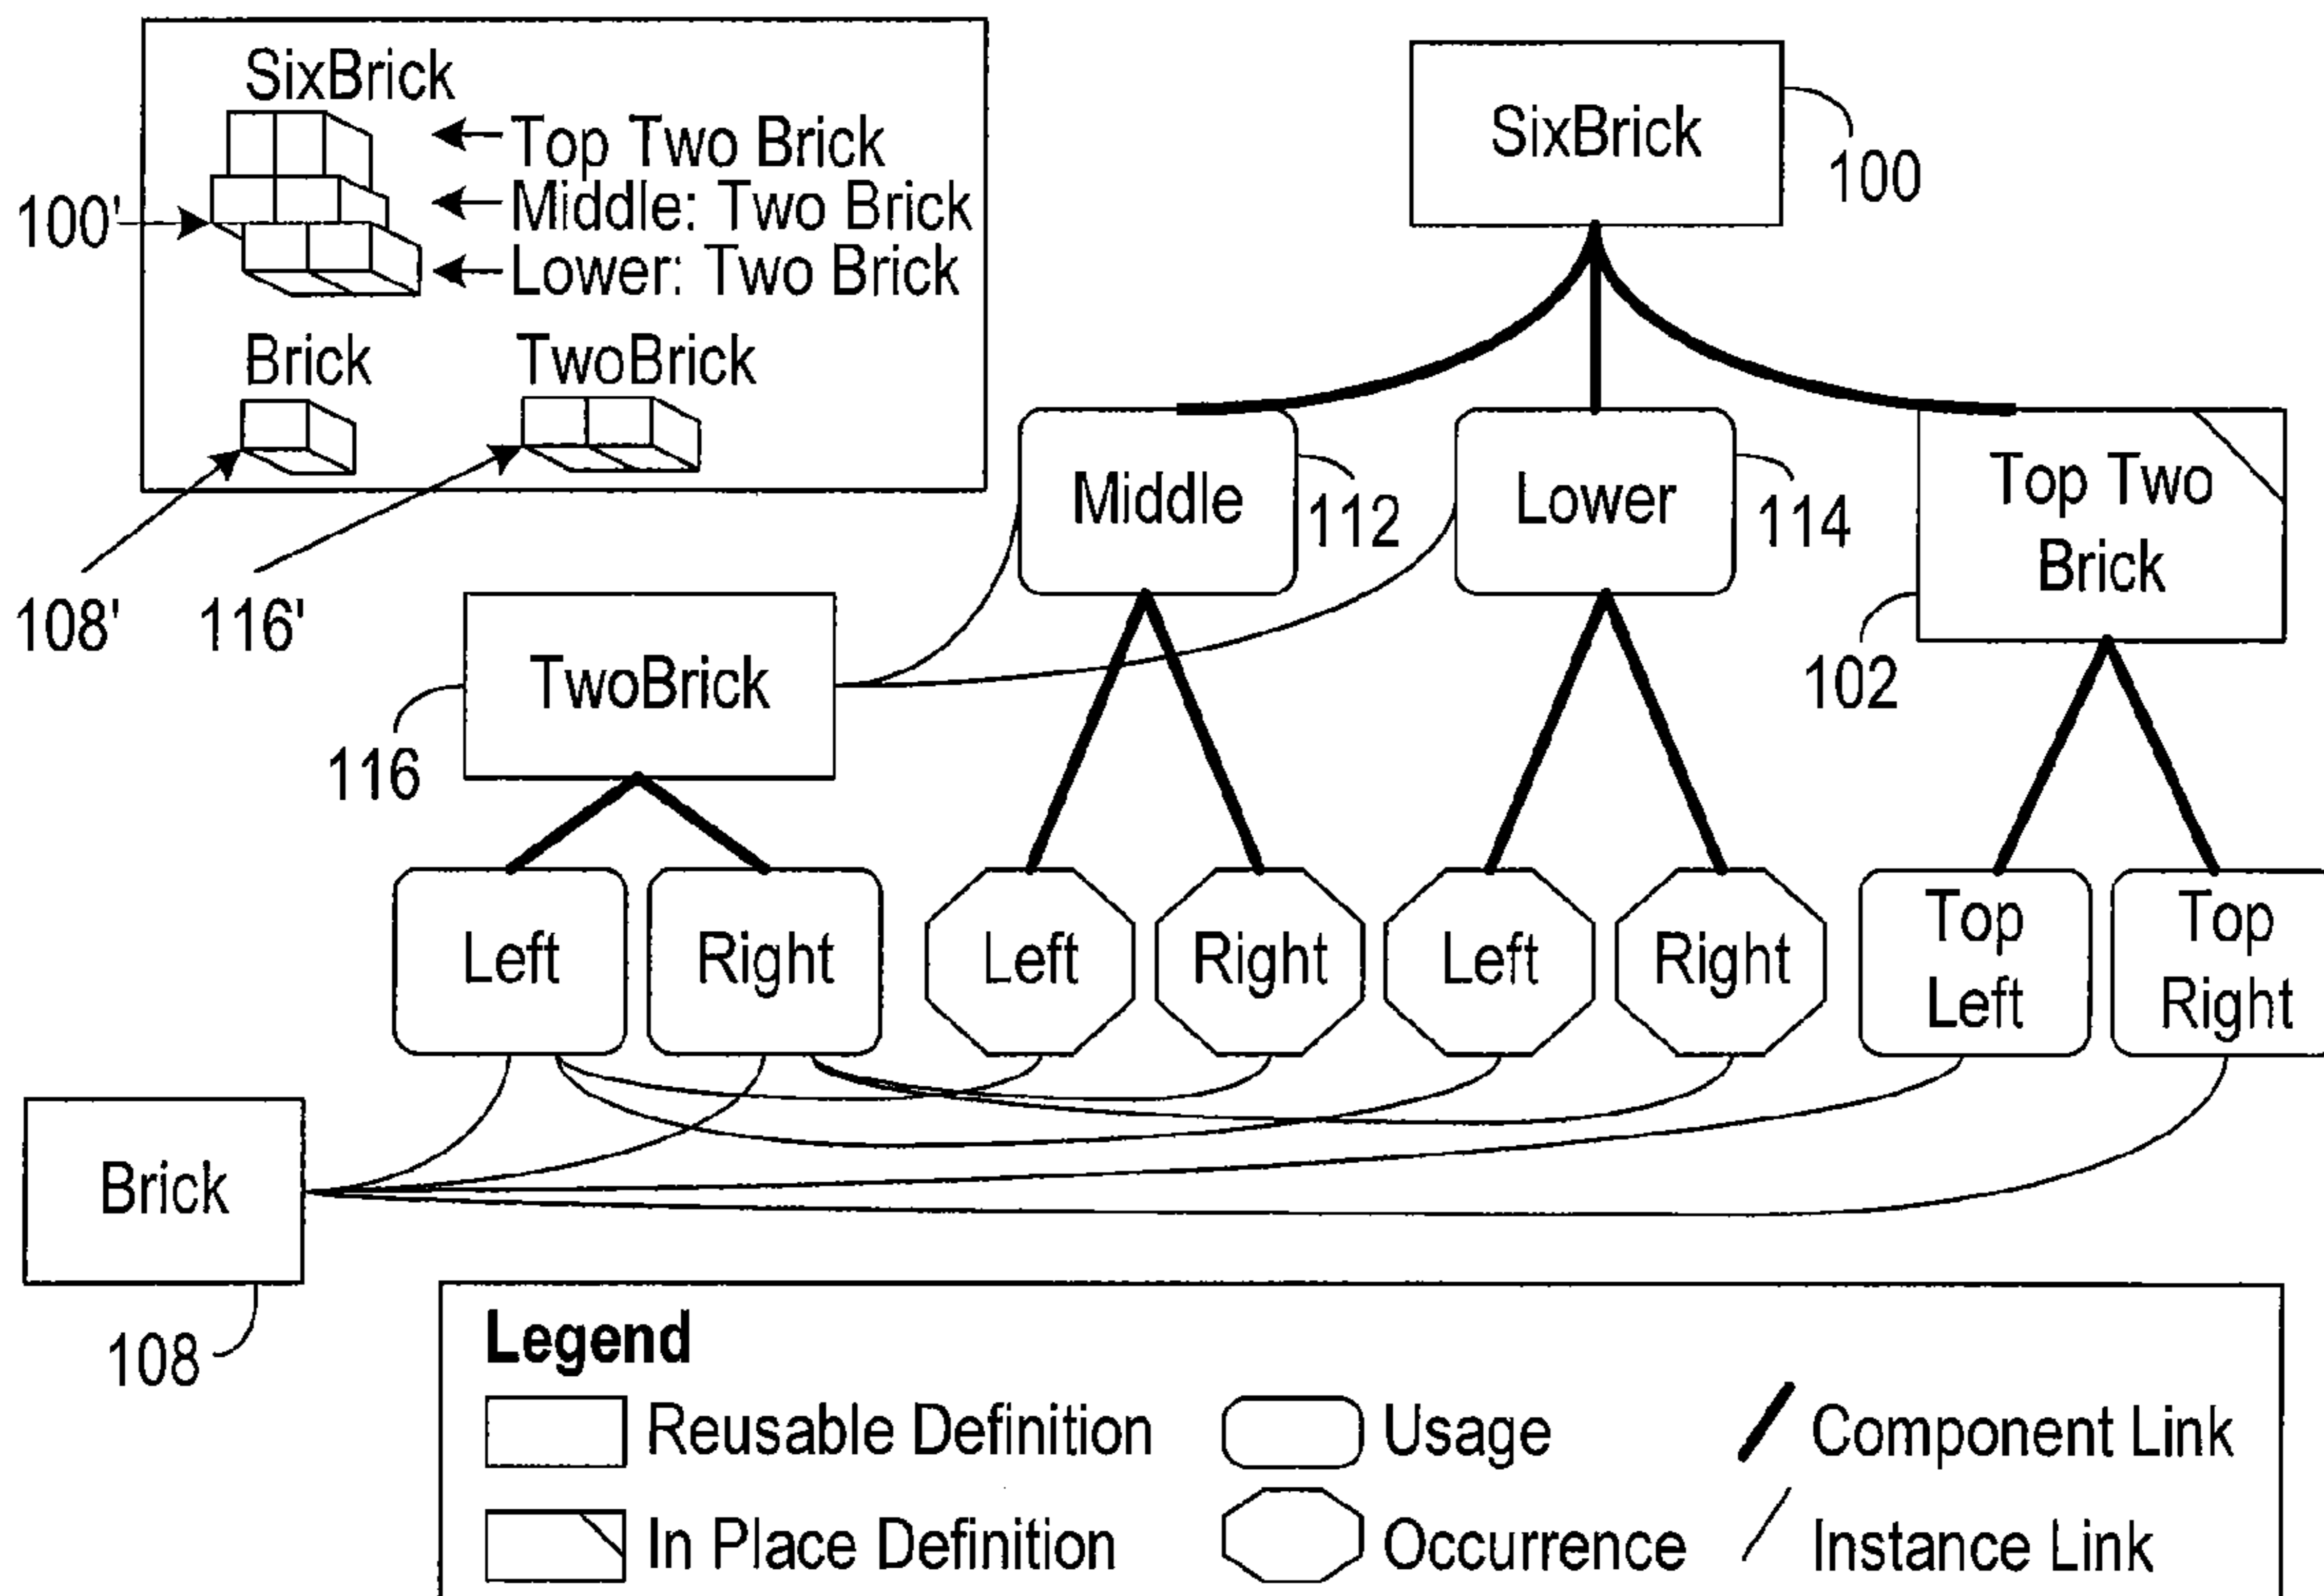 SixBrick
Top Two Brick
100'
Middle: Two Brick
Lower: Two Brick
Brick
TwoBrick
108'
116'
SixBrick
100
Middle
112
Lower
114
Top Two
Brick
102
TwoBrick
116
Left
Right
Left
Right
Left
Right
Top
Left
Top
Right
Brick
108
Legend
Reusable Definition
Usage
Component Link
In Place Definition
Occurrence
Instance Link